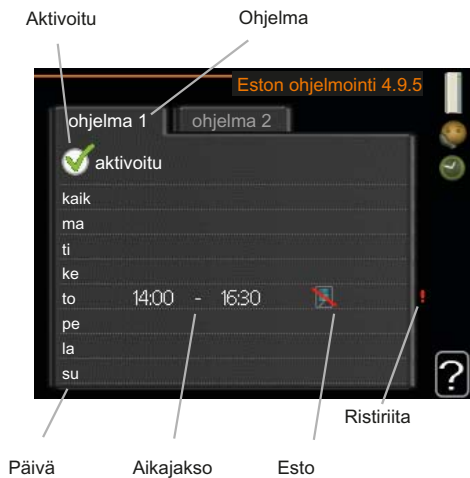 Aktivoitu Ohjelma
Eston ohjelmointi 4.9.5
ohjelma 1 ohjelma 2
aktivoitu
kaik
ma
ti
ke
to 14:00 - 16:30 !
pe
la
su
?
Ristiriita
Päivä Aikajakso Esto